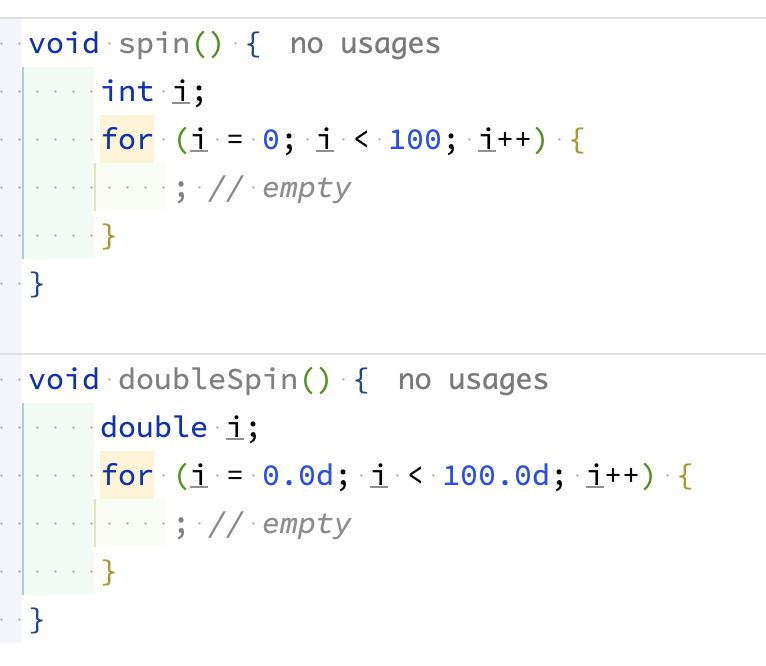 void spin() { no usages
int i;
for (i = 0; i < 100; i++) {
; // empty
}
}
void doubleSpin() { no usages
double i;
for (i = 0.0d; i < 100.0d; i++) {
; // empty
}
}